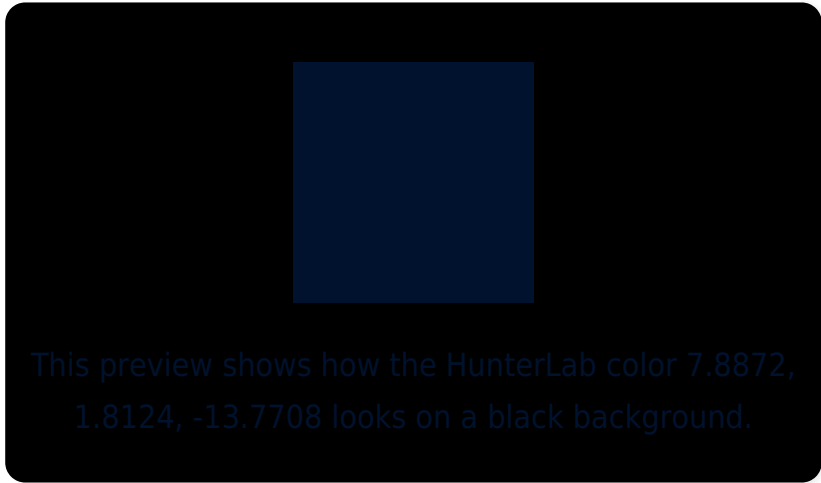 This preview shows how the HunterLab color 7.8872,
1.8124, -13.7708 looks on a black background.